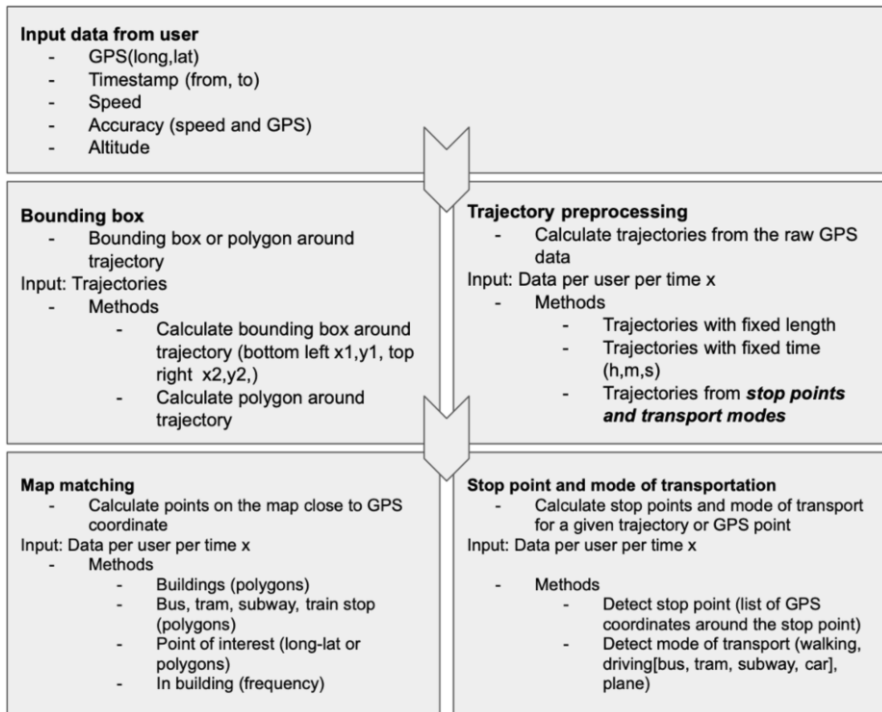 Input data from user
- GPS(long,lat)
- Timestamp (from, to)
- Speed
- Accuracy (speed and GPS)
- Altitude
Bounding box
- Bounding box or polygon around
trajectory
Input: Trajectories
- Methods
- Calculate bounding box around
trajectory (bottom left x1,y1, top
right x2,y2,)
- Calculate polygon around
trajectory
Trajectory preprocessing
- Calculate trajectories from the raw GPS
data
Input: Data per user per time x
- Methods
- Trajectories with fixed length
- Trajectories with fixed time
(h,m,s)
- Trajectories from stop points
and transport modes
Map matching
- Calculate points on the map close to GPS
coordinate
Input: Data per user per time x
- Methods
- Buildings (polygons)
- Bus, tram, subway, train stop
(polygons)
- Point of interest (long-lat or
polygons)
- In building (frequency)
Stop point and mode of transportation
- Calculate stop points and mode of transport
for a given trajectory or GPS point
Input: Data per user per time x
- Methods
- Detect stop point (list of GPS
coordinates around the stop point)
- Detect mode of transport (walking,
driving[bus, tram, subway, car],
plane)